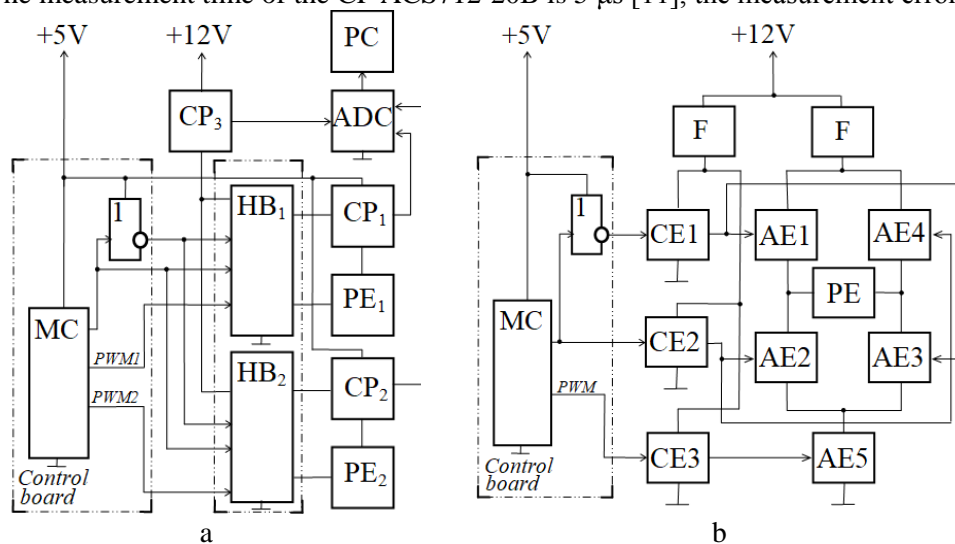 The measurement time of the CP ACS712-20B is 5 μs [11], the measurement error
+5V
+12V
PC
CP3
ADC
1
HB1
CP1
MC
PE1
PWM1
HB2
CP2
PWM2
PE2
Control
board
a
+5V
+12V
F
F
1
CE1
AE1
AE4
PE
MC
CE2
AE2
AE3
PWM
CE3
AE5
Control
board
b